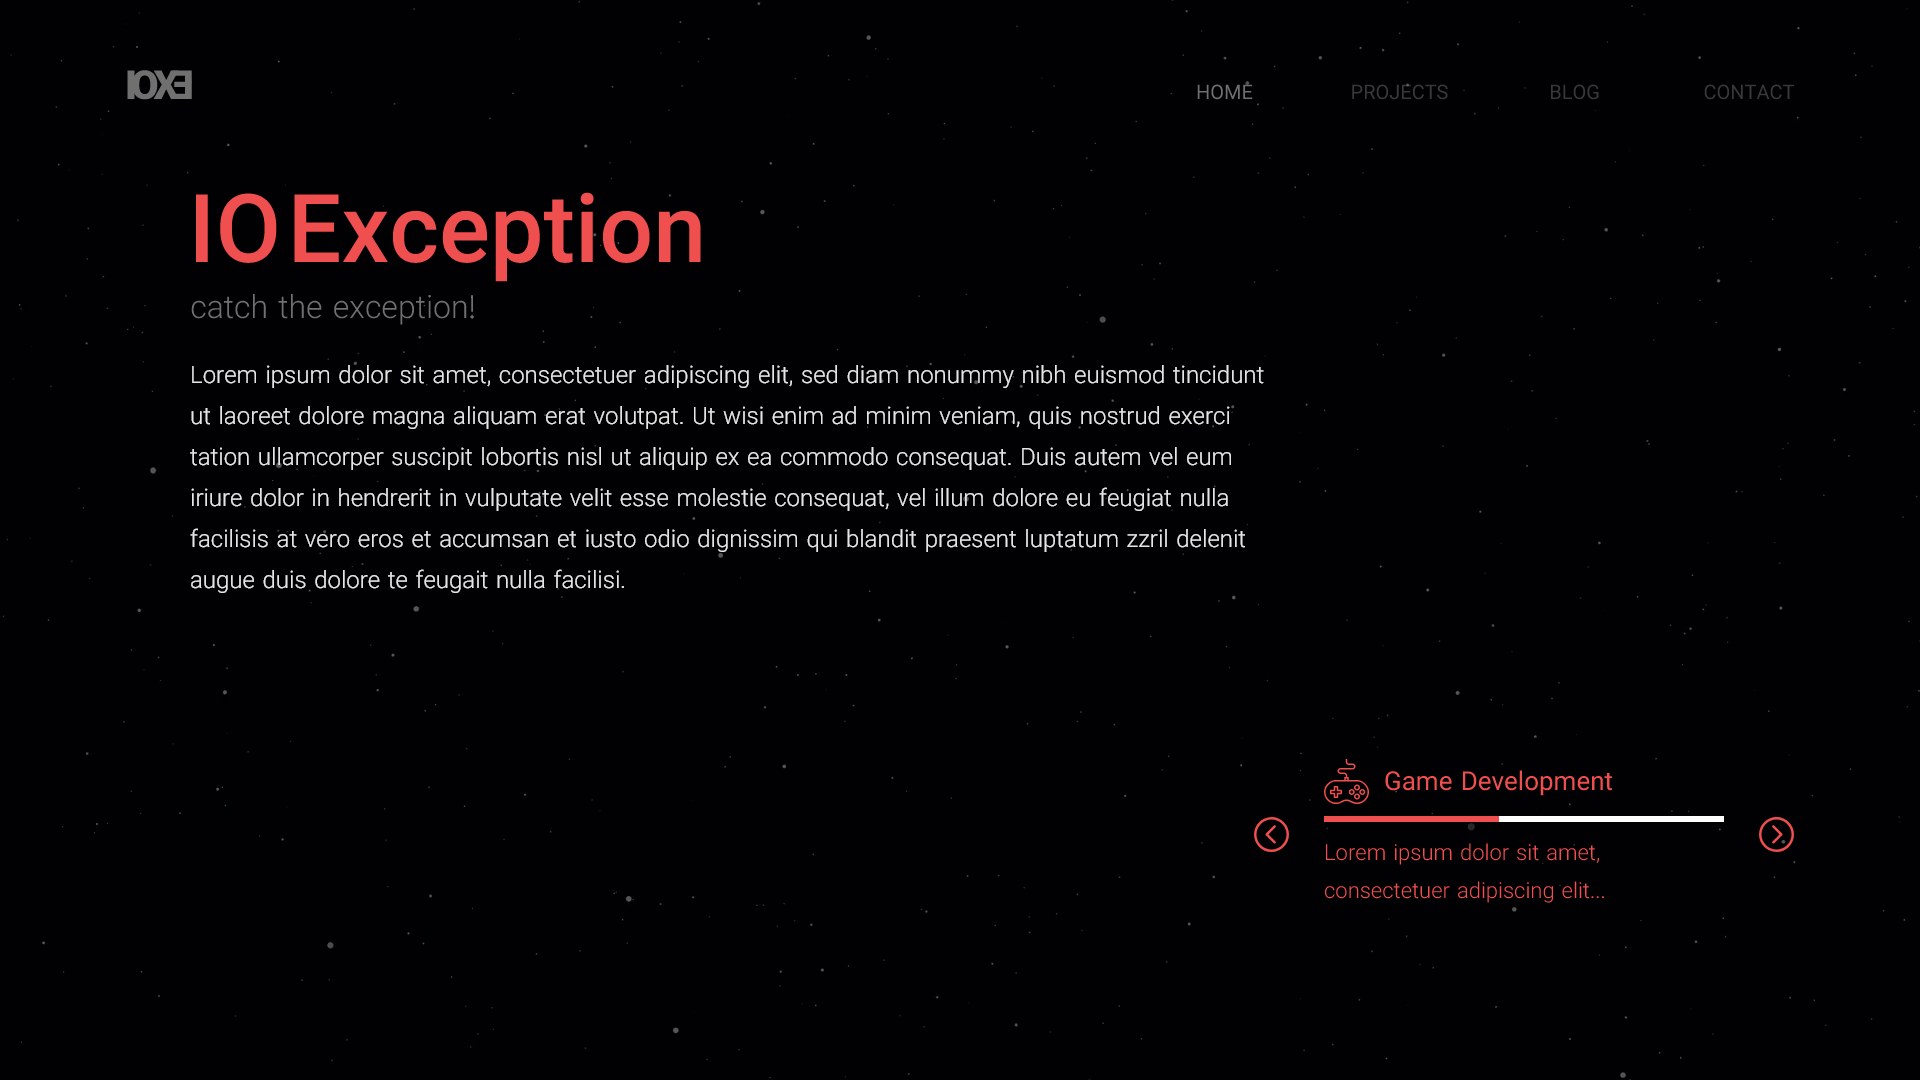 IOXE
HOME PROJECTS BLOG CONTACT
IO Exception
catch the exception!
Lorem ipsum dolor sit amet, consectetuer adipiscing elit, sed diam nonummy nibh euismod tincidunt
ut laoreet dolore magna aliquam erat volutpat. Ut wisi enim ad minim veniam, quis nostrud exerci
tation ullamcorper suscipit lobortis nisl ut aliquip ex ea commodo consequat. Duis autem vel eum
iriure dolor in hendrerit in vulputate velit esse molestie consequat, vel illum dolore eu feugiat nulla
facilisis at vero eros et accumsan et iusto odio dignissim qui blandit praesent luptatum zzril delenit
augue duis dolore te feugait nulla facilisi.
Game Development
Lorem ipsum dolor sit amet,
consectetuer adipiscing elit...